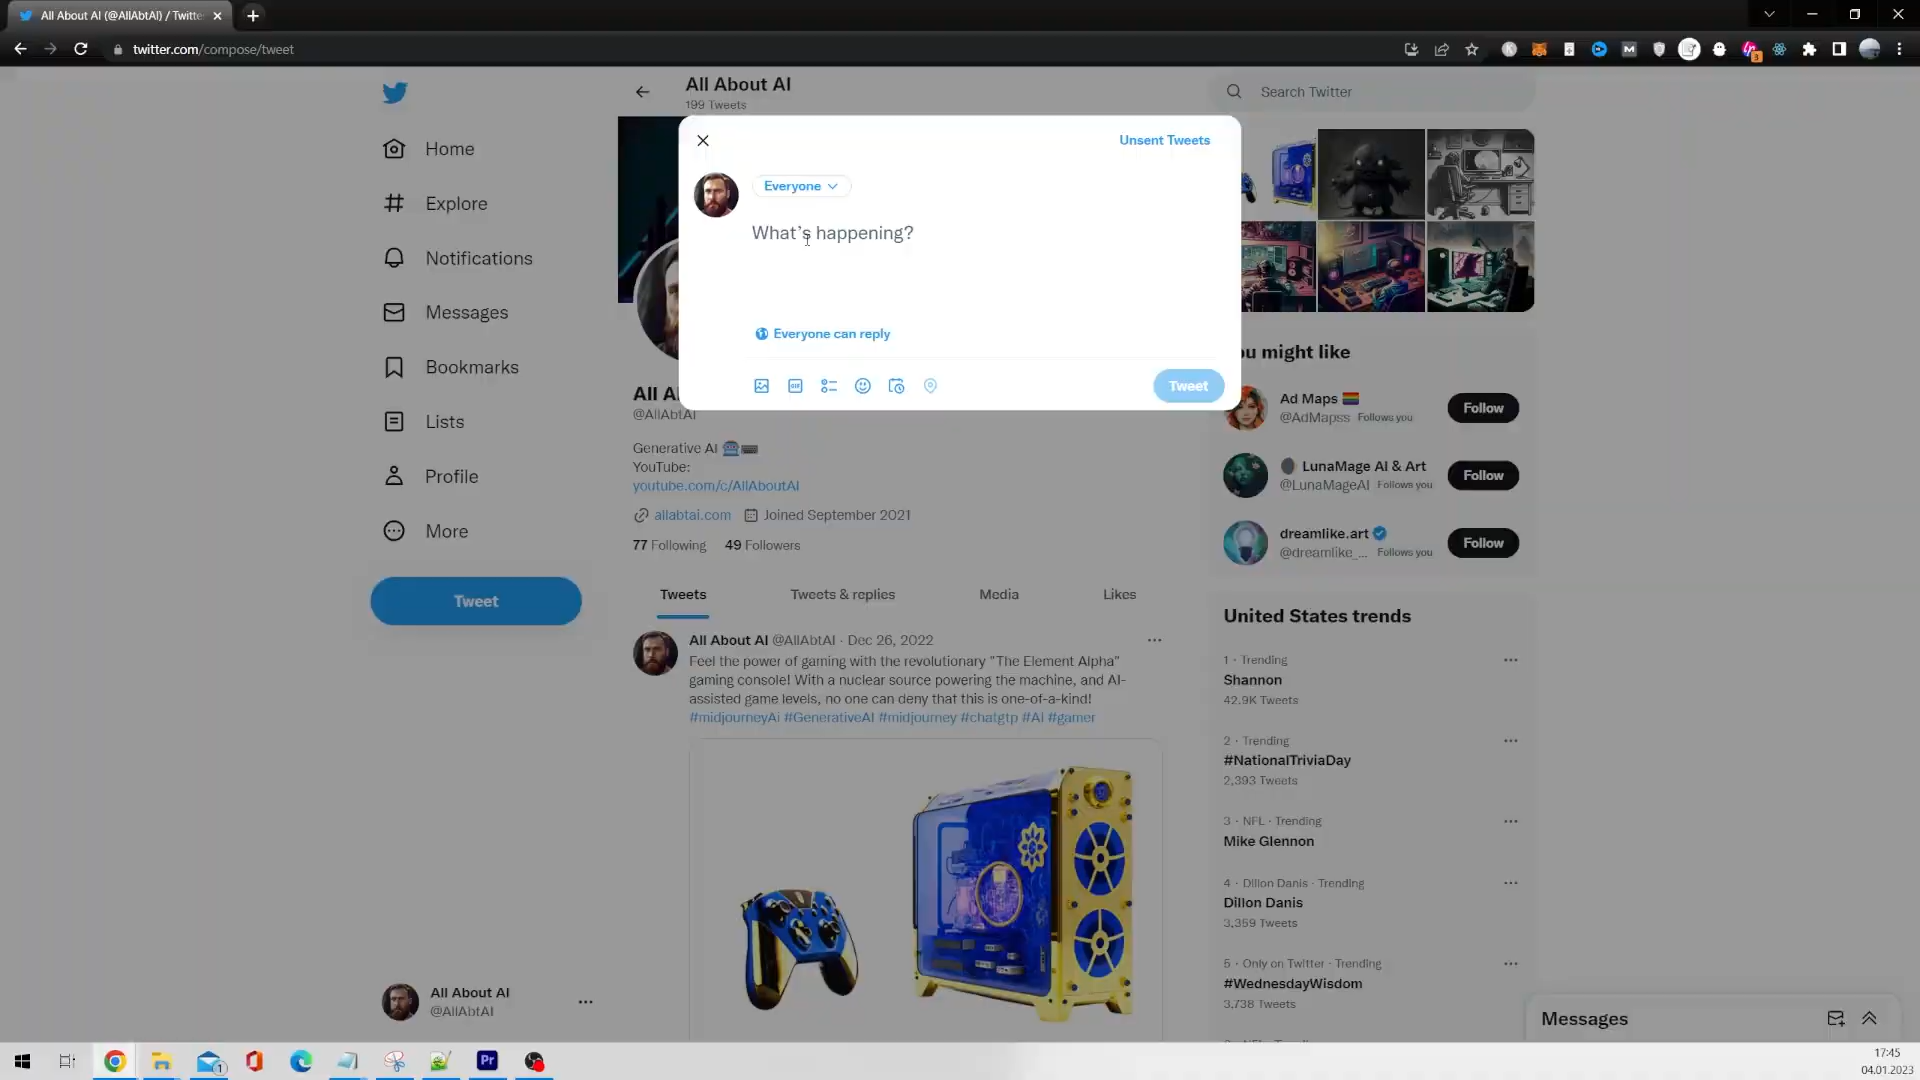 All About AI (@AllAbtAI) / Twitte
twitter.com/compose/tweet
Home
Explore
Notifications
Messages
Bookmarks
Lists
Profile
More
Tweet
All About AI
@AllAbtAI
All About AI
199 Tweets
Unsent Tweets
Everyone
What's happening?
Everyone can reply
GIF
Tweet
All A
@AllAbtAI
Generative AI
YouTube:
youtube.com/c/AllAboutAI
allabtai.com Joined September 2021
77 Following 49 Followers
Tweets Tweets & replies Media Likes
All About AI @AllAbtAI · Dec 26, 2022
Feel the power of gaming with the revolutionary "The Element Alpha"
gaming console! With a nuclear source powering the machine, and AI-
assisted game levels, no one can deny that this is one-of-a-kind!
#midjourneyAi #GenerativeAI #midjourney #chatgtp #AI #gamer
Search Twitter
ou might like
Ad Maps
@AdMapss Follows you
Follow
LunaMage AI & Art
@LunaMageAI Follows you
Follow
dreamlike.art
@dreamlike_... Follows you
Follow
United States trends
1 · Trending
Shannon
42.9K Tweets
2 · Trending
#NationalTriviaDay
2,393 Tweets
3 · NFL · Trending
Mike Glennon
4 · Dillon Danis · Trending
Dillon Danis
3,359 Tweets
5 · Only on Twitter · Trending
#WednesdayWisdom
3,738 Tweets
Messages
3
1
Pr
17:45
04.01.2023